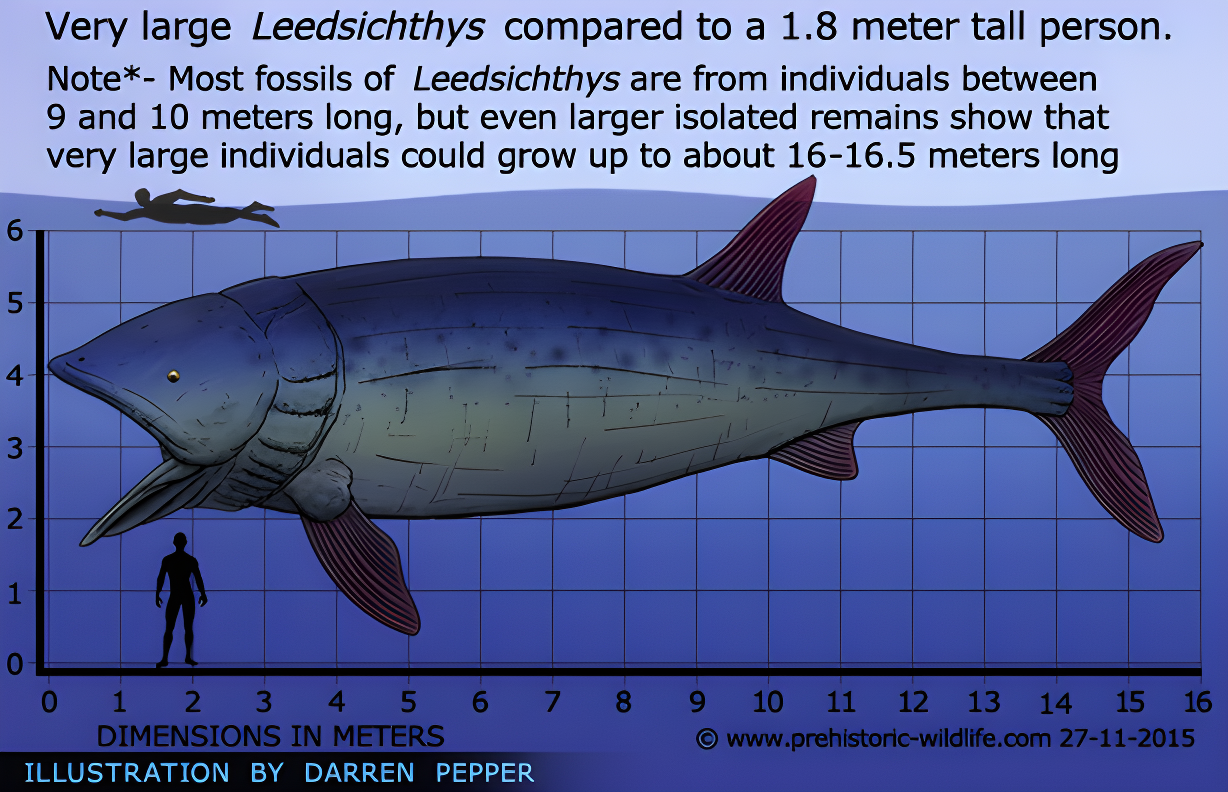 Very large Leedsichthys compared to a 1.8 meter tall person.
Note*- Most fossils of Leedsichthys are from individuals between
9 and 10 meters long, but even larger isolated remains show that
very large individuals could grow up to about 16-16.5 meters long
6
5
4
3
2
1
0
0 1 2 3 4 5 6 7 8 9 10 11 12 13 14 15 16
DIMENSIONS IN METERS
© www.prehistoric-wildlife.com 27-11-2015
ILLUSTRATION BY DARREN PEPPER